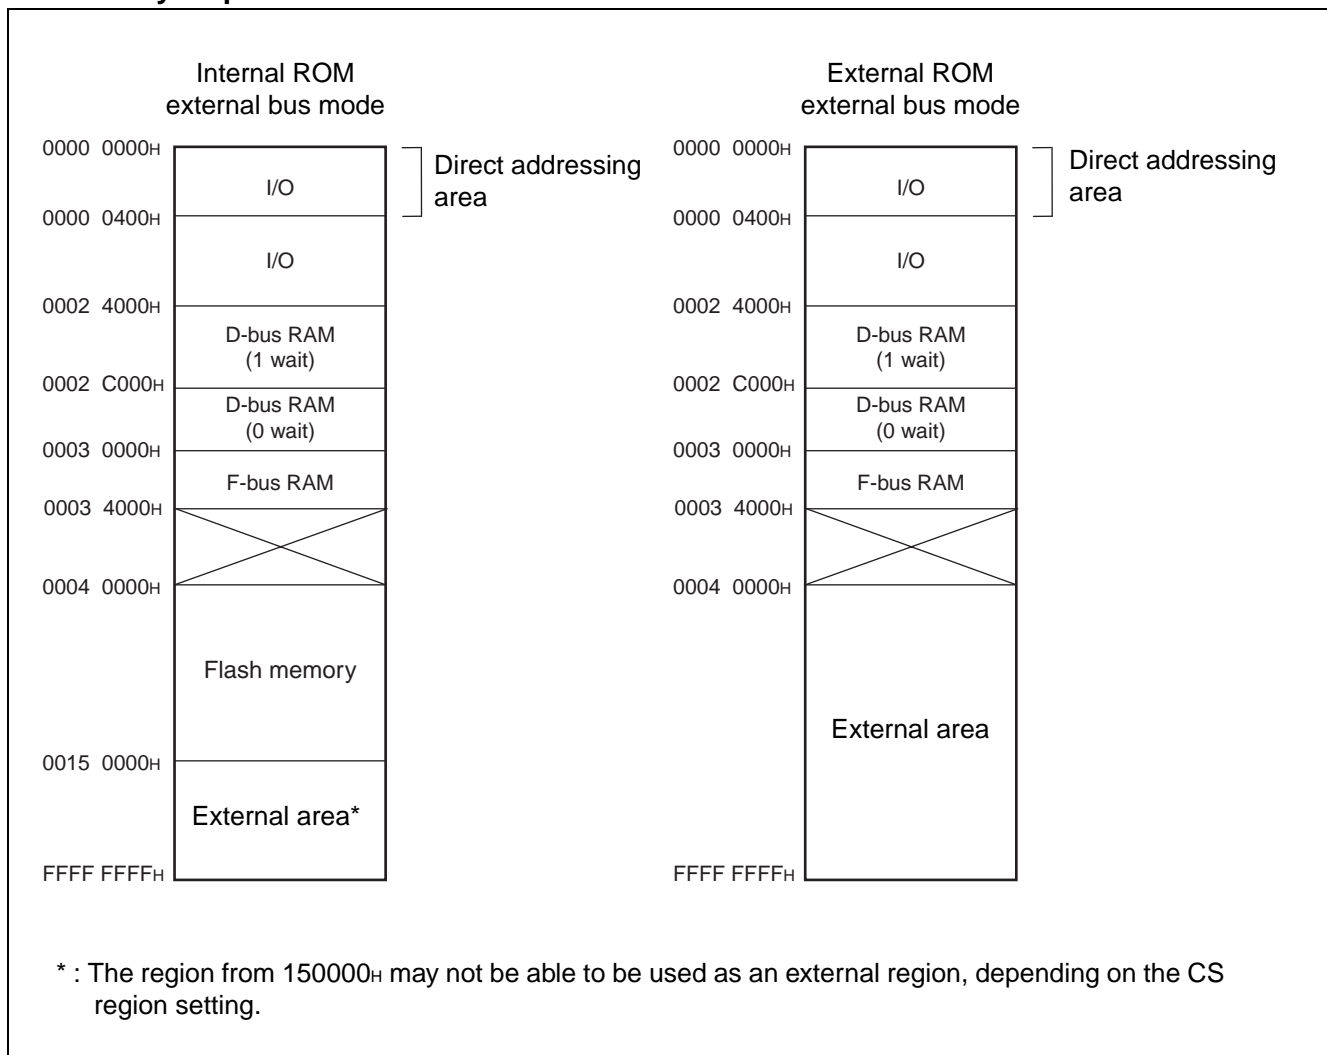 Internal ROM
external bus mode
0000 0000H
I/O
Direct addressing
area
0000 0400H
I/O
0002 4000H
D-bus RAM
(1 wait)
0002 C000H
D-bus RAM
(0 wait)
0003 0000H
F-bus RAM
0003 4000H
0004 0000H
Flash memory
0015 0000H
External area*
FFFF FFFFH
External ROM
external bus mode
0000 0000H
I/O
Direct addressing
area
0000 0400H
I/O
0002 4000H
D-bus RAM
(1 wait)
0002 C000H
D-bus RAM
(0 wait)
0003 0000H
F-bus RAM
0003 4000H
0004 0000H
External area
FFFF FFFFH
* : The region from 150000H may not be able to be used as an external region, depending on the CS
region setting.